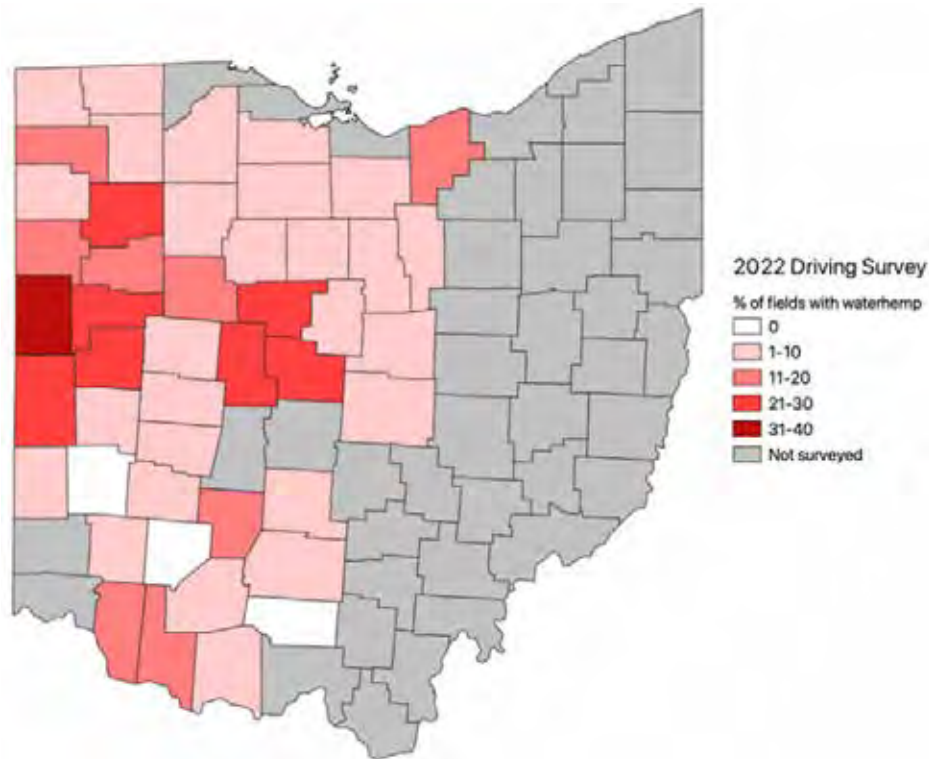 2022 Driving Survey
% of fields with waterhemp
0
1-10
11-20
21-30
31-40
Not surveyed